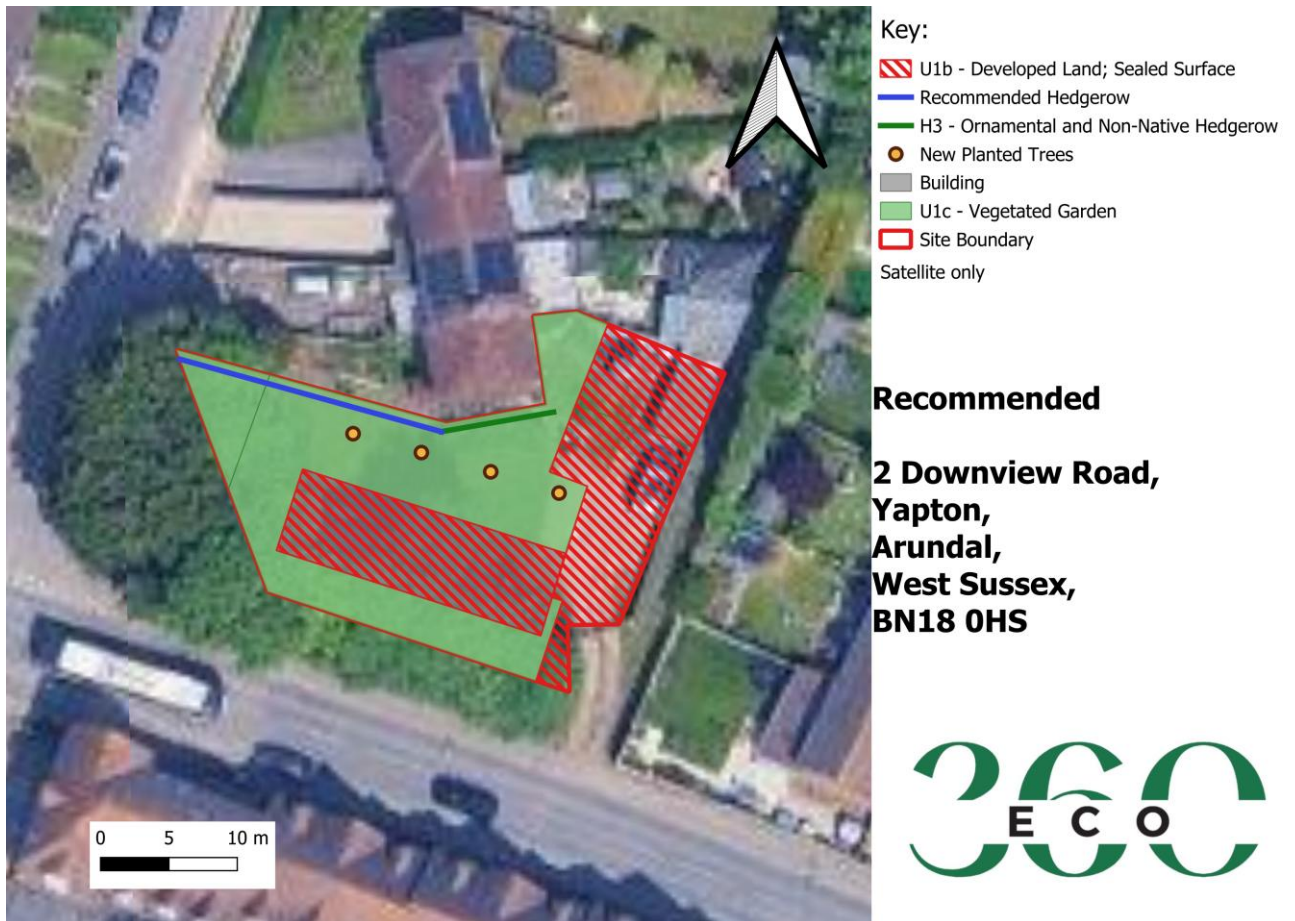 Key:
U1b - Developed Land; Sealed Surface
Recommended Hedgerow
H3 - Ornamental and Non-Native Hedgerow
New Planted Trees
Building
U1c - Vegetated Garden
Site Boundary
Satellite only
Recommended
2 Downview Road,
Yapton,
Arundal,
West Sussex,
BN18 0HS
360
ECO
0 5 10 m